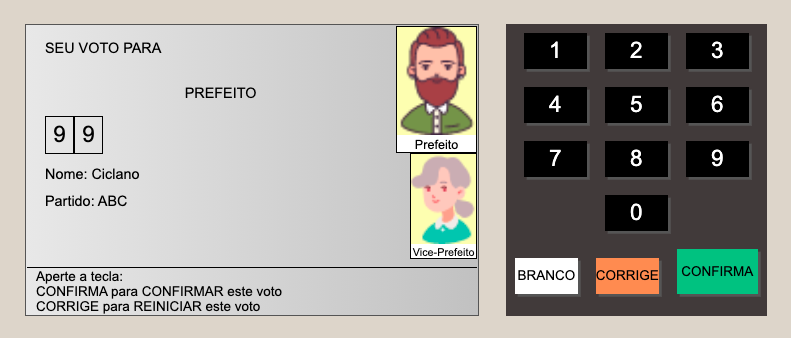 SEU VOTO PARA
PREFEITO
9 9
Nome: Ciclano
Partido: ABC
Prefeito
Vice-Prefeito
Aperte a tecla:
CONFIRMA para CONFIRMAR este voto
CORRIGE para REINICIAR este voto
1 2 3
4 5 6
7 8 9
0
BRANCO CORRIGE CONFIRMA